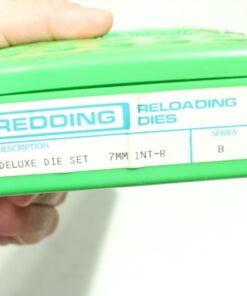 REDDING RELOADING
DIES
DESCRIPTION SERIES
DELUXE DIE SET 7MM INT-R B